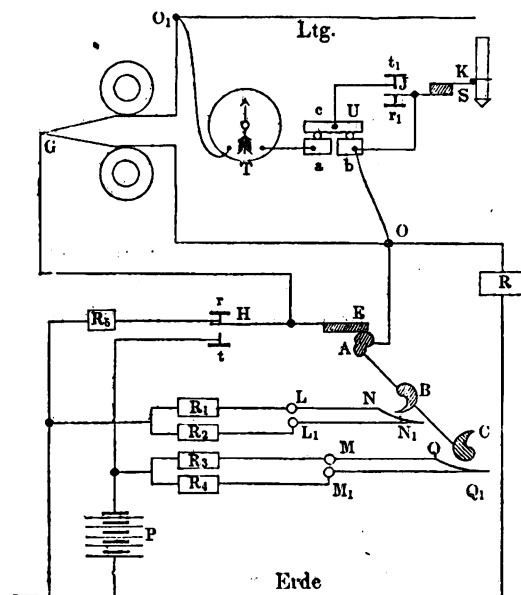 O₁
Ltg.
t₁ J K
S
c U r₁
G
a b
T
O
R
r
R₅ H E
t
A
B
R₁ L N
C
R₂ L₁ N₁
R₃ M Q
R₄ M₁ Q₁
P
Erde